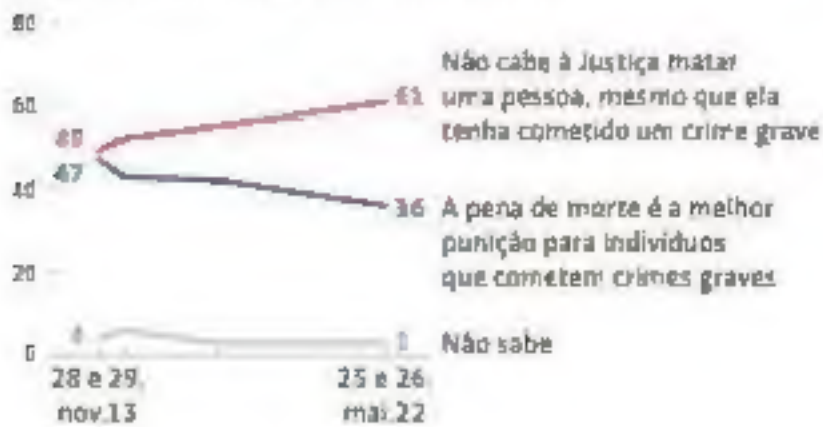 80
60
40
20
0
47
4
61
36
Não cabe à Justiça matar
uma pessoa, mesmo que ela
tenha cometido um crime grave
A pena de morte é a melhor
punição para indivíduos
que cometem crimes graves
Não sabe
28 e 29.
nov.13
25 e 26.
mai.22